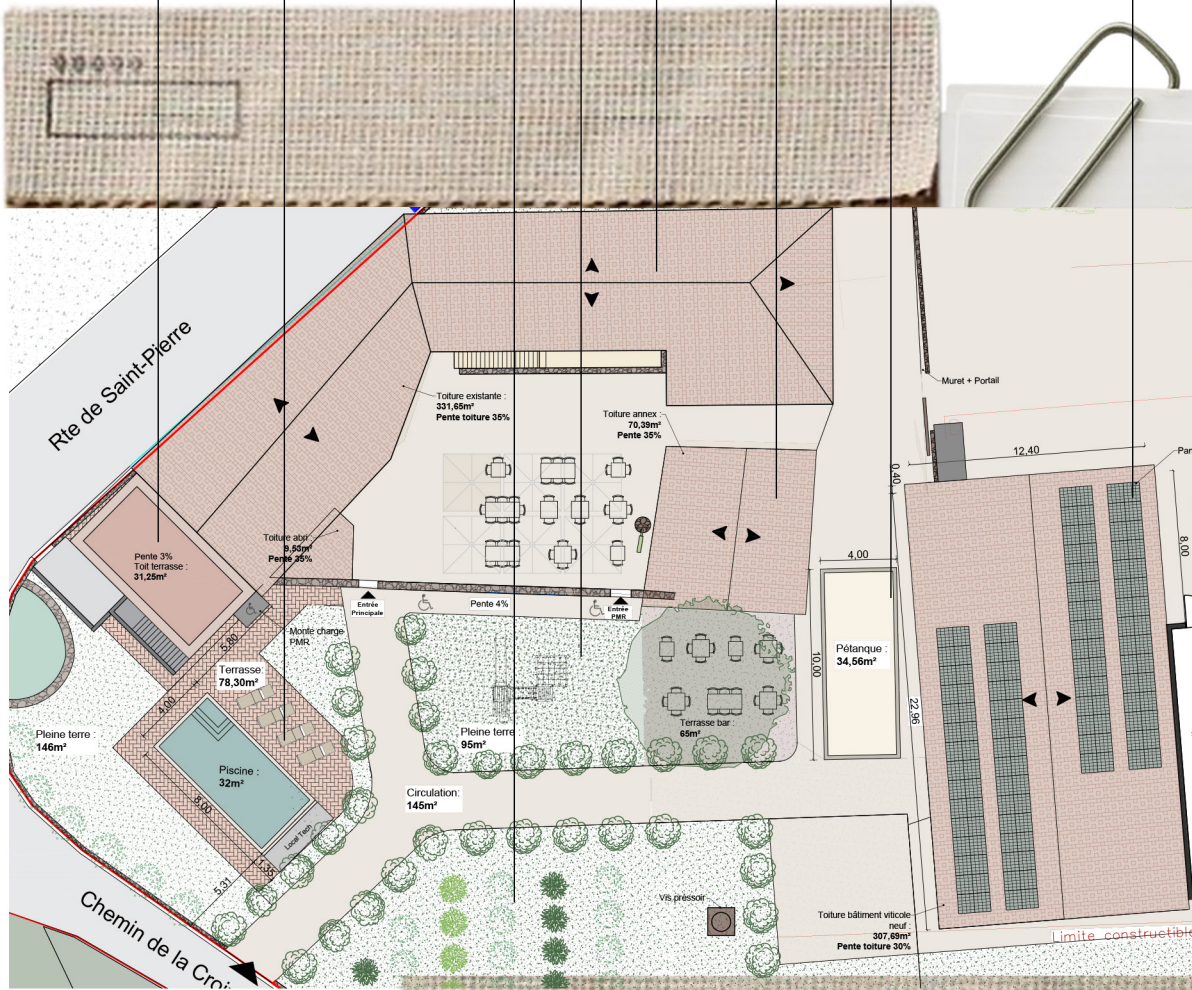 Rte de Saint-Pierre
Toiture existante :
331,65m²
Pente toiture 35%
Toiture annex :
70,39m²
Pente 35%
Muret + Portail
12,40
0,40
8,00
Pente 3%
Toit terrasse :
31,25m²
Toiture abri :
9,53m²
Pente 35%
Entrée
Principale
Pente 4%
Entrée
PMR
4,00
Monte charge
PMR
5,80
Terrasse:
78,30m²
4,00
10,00
Pétanque :
34,56m²
22,96
Pleine terre :
146m²
Pleine terre
95m²
Terrasse bar :
65m²
Piscine :
32m²
8,00
Circulation:
145m²
Local Tech
1,35
5,31
Chemin de la
Vis pressoir
Toiture bâtiment viticole
neuf :
307,69m²
Pente toiture 30%
Limite constructible